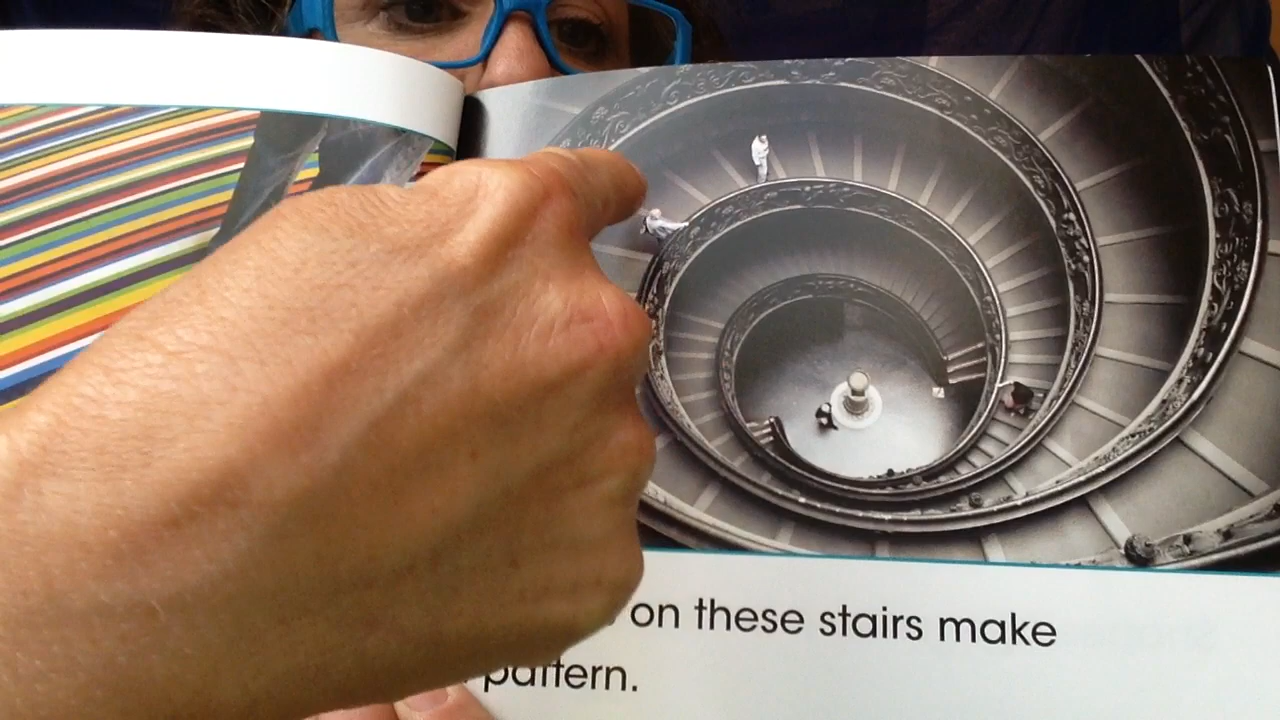 on these stairs make
pattern.